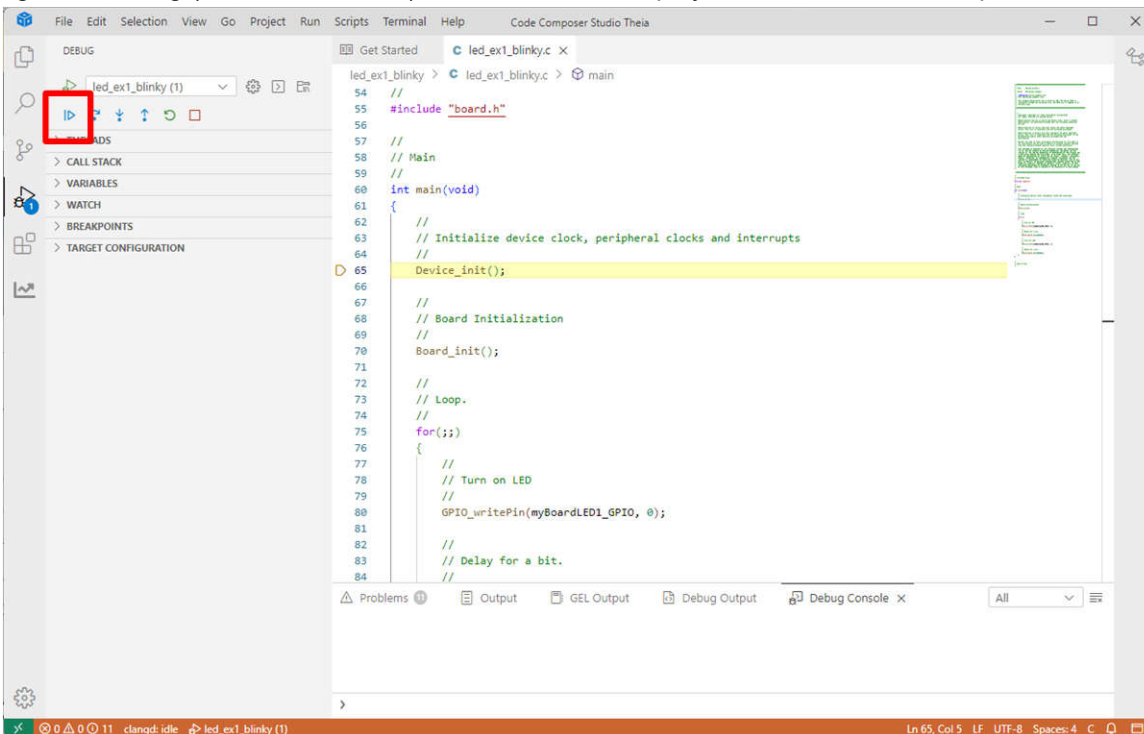 File Edit Selection View Go Project Run Scripts Terminal Help Code Composer Studio Theia
DEBUG
led_ex1_blinky (1)
THREADS
CALL STACK
VARIABLES
WATCH
BREAKPOINTS
TARGET CONFIGURATION
1
Get Started C led_ex1_blinky.c
led_ex1_blinky > C led_ex1_blinky.c > main
54 //
55 #include "board.h"
56
57 //
58 // Main
59 //
60 int main(void)
61 {
62 //
63 // Initialize device clock, peripheral clocks and interrupts
64 //
65 Device_init();
66
67 //
68 // Board Initialization
69 //
70 Board_init();
71
72 //
73 // Loop.
74 //
75 for(;;)
76 {
77 //
78 // Turn on LED
79 //
80 GPIO_writePin(myBoardLED1_GPIO, 0);
81
82 //
83 // Delay for a bit.
84 //
Problems 11 Output GEL Output Debug Output Debug Console All
>
0 0 11 clangd: idle led_ex1_blinky (1) Ln 65, Col 5 LF UTF-8 Spaces: 4 C